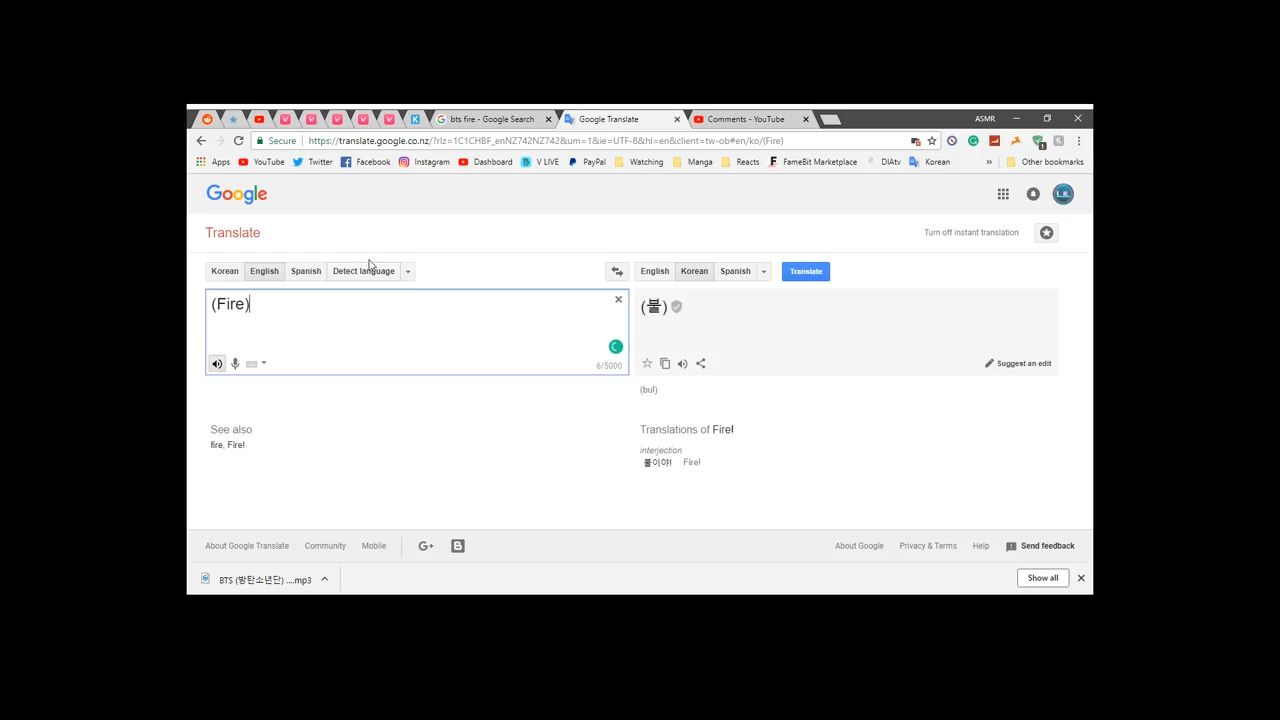 bts fire - Google Search
Google Translate
Comments - YouTube
ASMR
Secure
https://translate.google.co.nz/?rlz=1C1CHBF_enNZ742NZ742&um=1&ie=UTF-8&hl=en&client=tw-ob#en/ko/(Fire)
Apps YouTube Twitter Facebook Instagram Dashboard V LIVE PayPal Watching Manga Reacts FameBit Marketplace DIAtv Korean » Other bookmarks
Google
Translate
Turn off instant translation
Korean English Spanish Detect language
English Korean Spanish Translate
(Fire)
(불)
6/5000
Suggest an edit
(bul)
See also
fire, Fire!
Translations of Fire!
interjection
불이야! Fire!
About Google Translate Community Mobile G+ B About Google Privacy & Terms Help Send feedback
BTS (방탄소년단) ....mp3
Show all